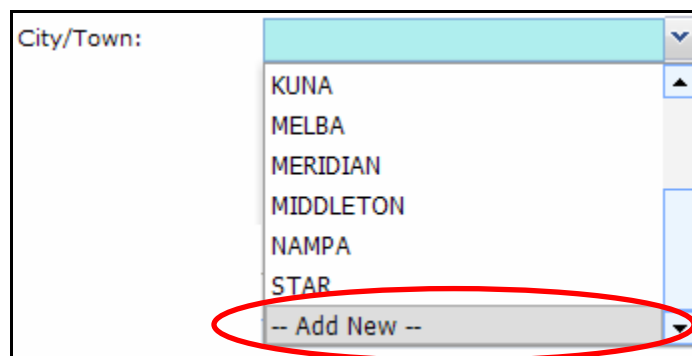 City/Town:
KUNA
MELBA
MERIDIAN
MIDDLETON
NAMPA
STAR
-- Add New --